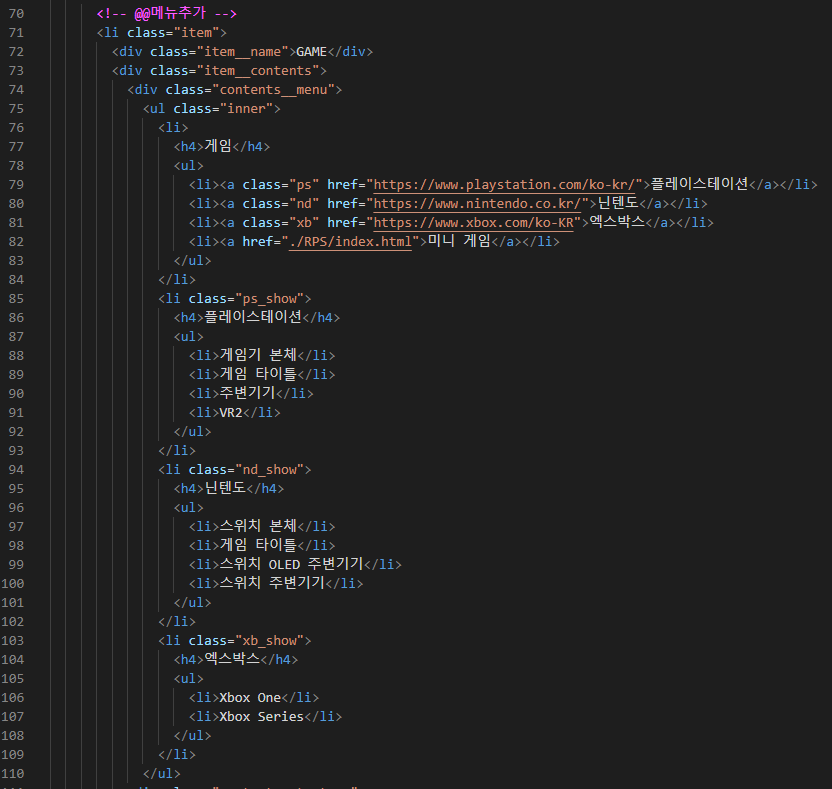 70 <!-- @@메뉴추가 -->
71 <li class="item">
72 <div class="item__name">GAME</div>
73 <div class="item__contents">
74 <div class="contents__menu">
75 <ul class="inner">
76 <li>
77 <h4>게임</h4>
78 <ul>
79 <li><a class="ps" href="https://www.playstation.com/ko-kr/">플레이스테이션</a></li>
80 <li><a class="nd" href="https://www.nintendo.co.kr/">닌텐도</a></li>
81 <li><a class="xb" href="https://www.xbox.com/ko-KR">엑스박스</a></li>
82 <li><a href="./RPS/index.html">미니 게임</a></li>
83 </ul>
84 </li>
85 <li class="ps_show">
86 <h4>플레이스테이션</h4>
87 <ul>
88 <li>게임기 본체</li>
89 <li>게임 타이틀</li>
90 <li>주변기기</li>
91 <li>VR2</li>
92 </ul>
93 </li>
94 <li class="nd_show">
95 <h4>닌텐도</h4>
96 <ul>
97 <li>스위치 본체</li>
98 <li>게임 타이틀</li>
99 <li>스위치 OLED 주변기기</li>
100 <li>스위치 주변기기</li>
101 </ul>
102 </li>
103 <li class="xb_show">
104 <h4>엑스박스</h4>
105 <ul>
106 <li>Xbox One</li>
107 <li>Xbox Series</li>
108 </ul>
109 </li>
110 </ul>